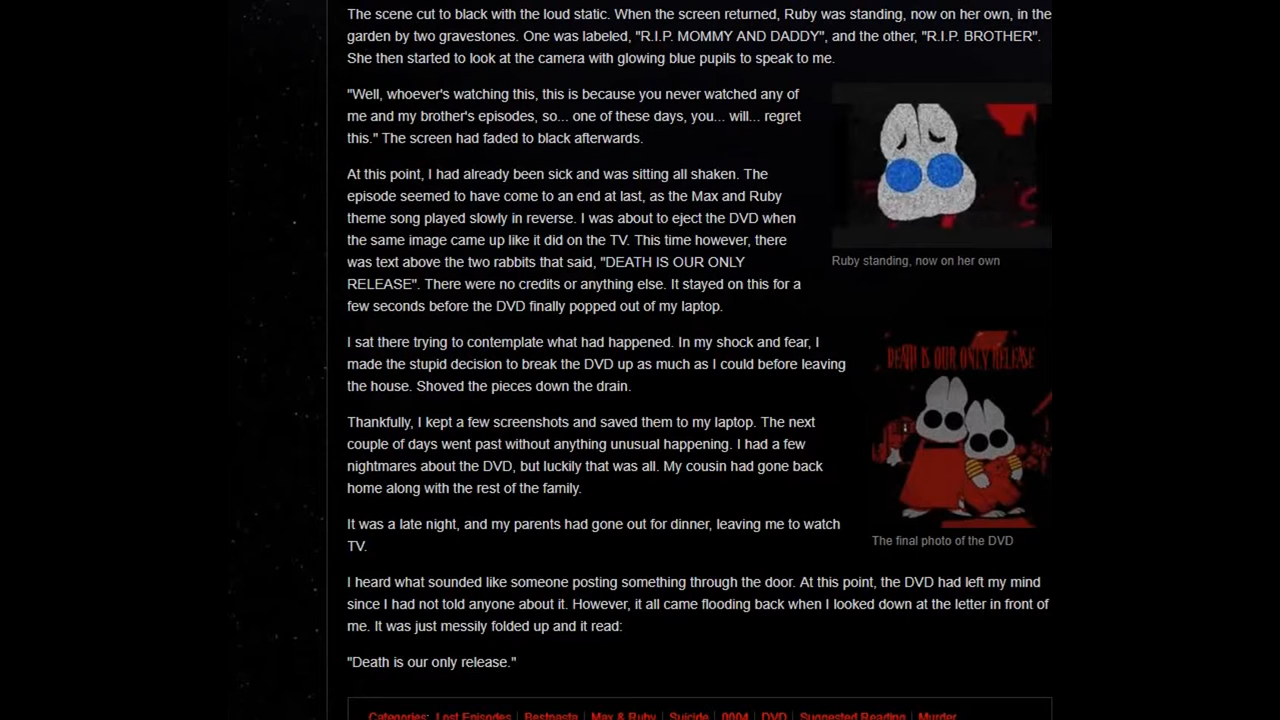 The scene cut to black with the loud static. When the screen returned, Ruby was standing, now on her own, in the
garden by two gravestones. One was labeled, "R.I.P. MOMMY AND DADDY", and the other, "R.I.P. BROTHER".
She then started to look at the camera with glowing blue pupils to speak to me.
"Well, whoever's watching this, this is because you never watched any of
me and my brother's episodes, so... one of these days, you... will... regret
this." The screen had faded to black afterwards.
At this point, I had already been sick and was sitting all shaken. The
episode seemed to have come to an end at last, as the Max and Ruby
theme song played slowly in reverse. I was about to eject the DVD when
the same image came up like it did on the TV. This time however, there
was text above the two rabbits that said, "DEATH IS OUR ONLY
RELEASE". There were no credits or anything else. It stayed on this for a
few seconds before the DVD finally popped out of my laptop.
Ruby standing, now on her own
I sat there trying to contemplate what had happened. In my shock and fear, I
made the stupid decision to break the DVD up as much as I could before leaving
the house. Shoved the pieces down the drain.
DEATH IS OUR ONLY RELEASE
Thankfully, I kept a few screenshots and saved them to my laptop. The next
couple of days went past without anything unusual happening. I had a few
nightmares about the DVD, but luckily that was all. My cousin had gone back
home along with the rest of the family.
It was a late night, and my parents had gone out for dinner, leaving me to watch
TV.
The final photo of the DVD
I heard what sounded like someone posting something through the door. At this point, the DVD had left my mind
since I had not told anyone about it. However, it all came flooding back when I looked down at the letter in front of
me. It was just messily folded up and it read:
"Death is our only release."
Categories: Lost Episodes | Bestpasta | Max & Ruby | Suicide | 0004 | DVD | Suggested Reading | Murder